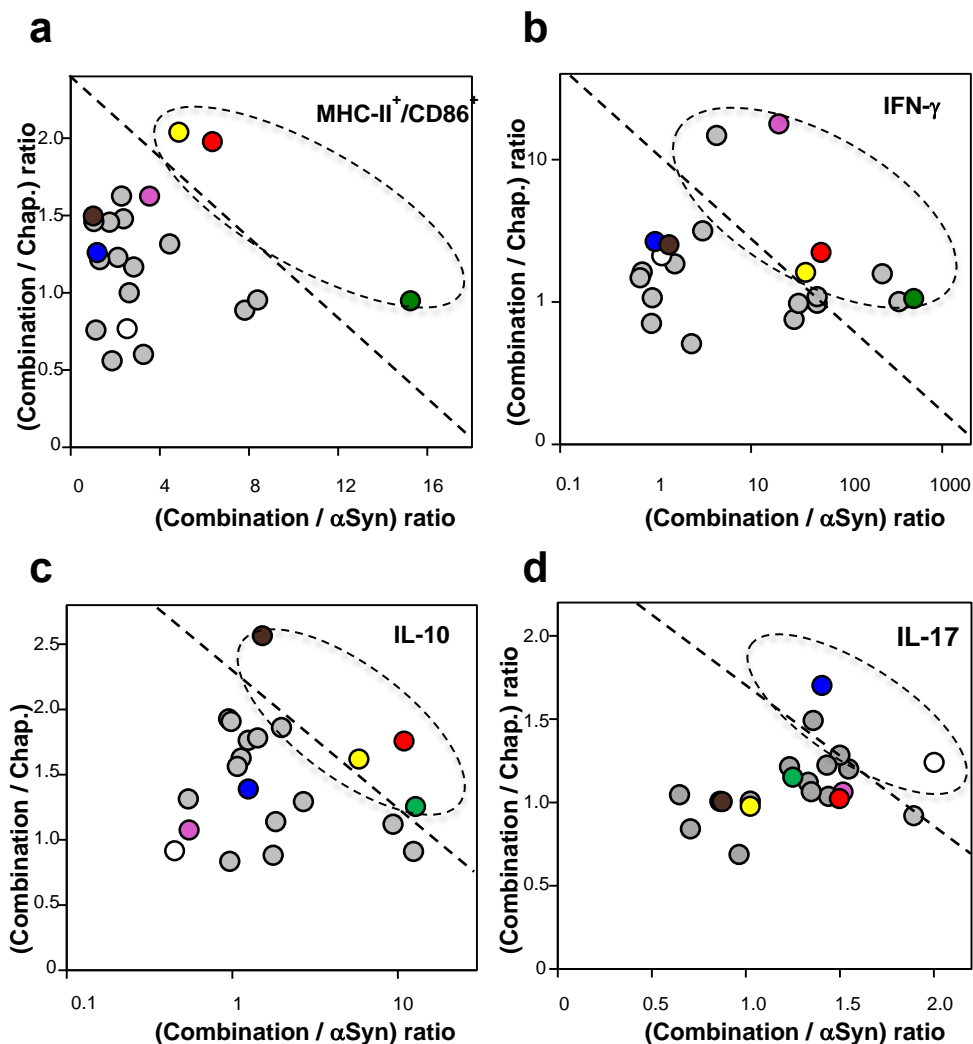 a
MHC-II+/CD86+
(Combination / Chap.) ratio
2.0
1.5
1.0
0.5
0
0 4 8 12 16
(Combination / αSyn) ratio
b
IFN-γ
(Combination / Chap.) ratio
10
1
0
0.1 1 10 100 1000
(Combination / αSyn) ratio
c
IL-10
(Combination / Chap.) ratio
2.5
2.0
1.5
1.0
0.5
0
0.1 1 10
(Combination / αSyn) ratio
d
IL-17
(Combination / Chap.) ratio
2.0
1.5
1.0
0.5
0
0 0.5 1.0 1.5 2.0
(Combination / αSyn) ratio